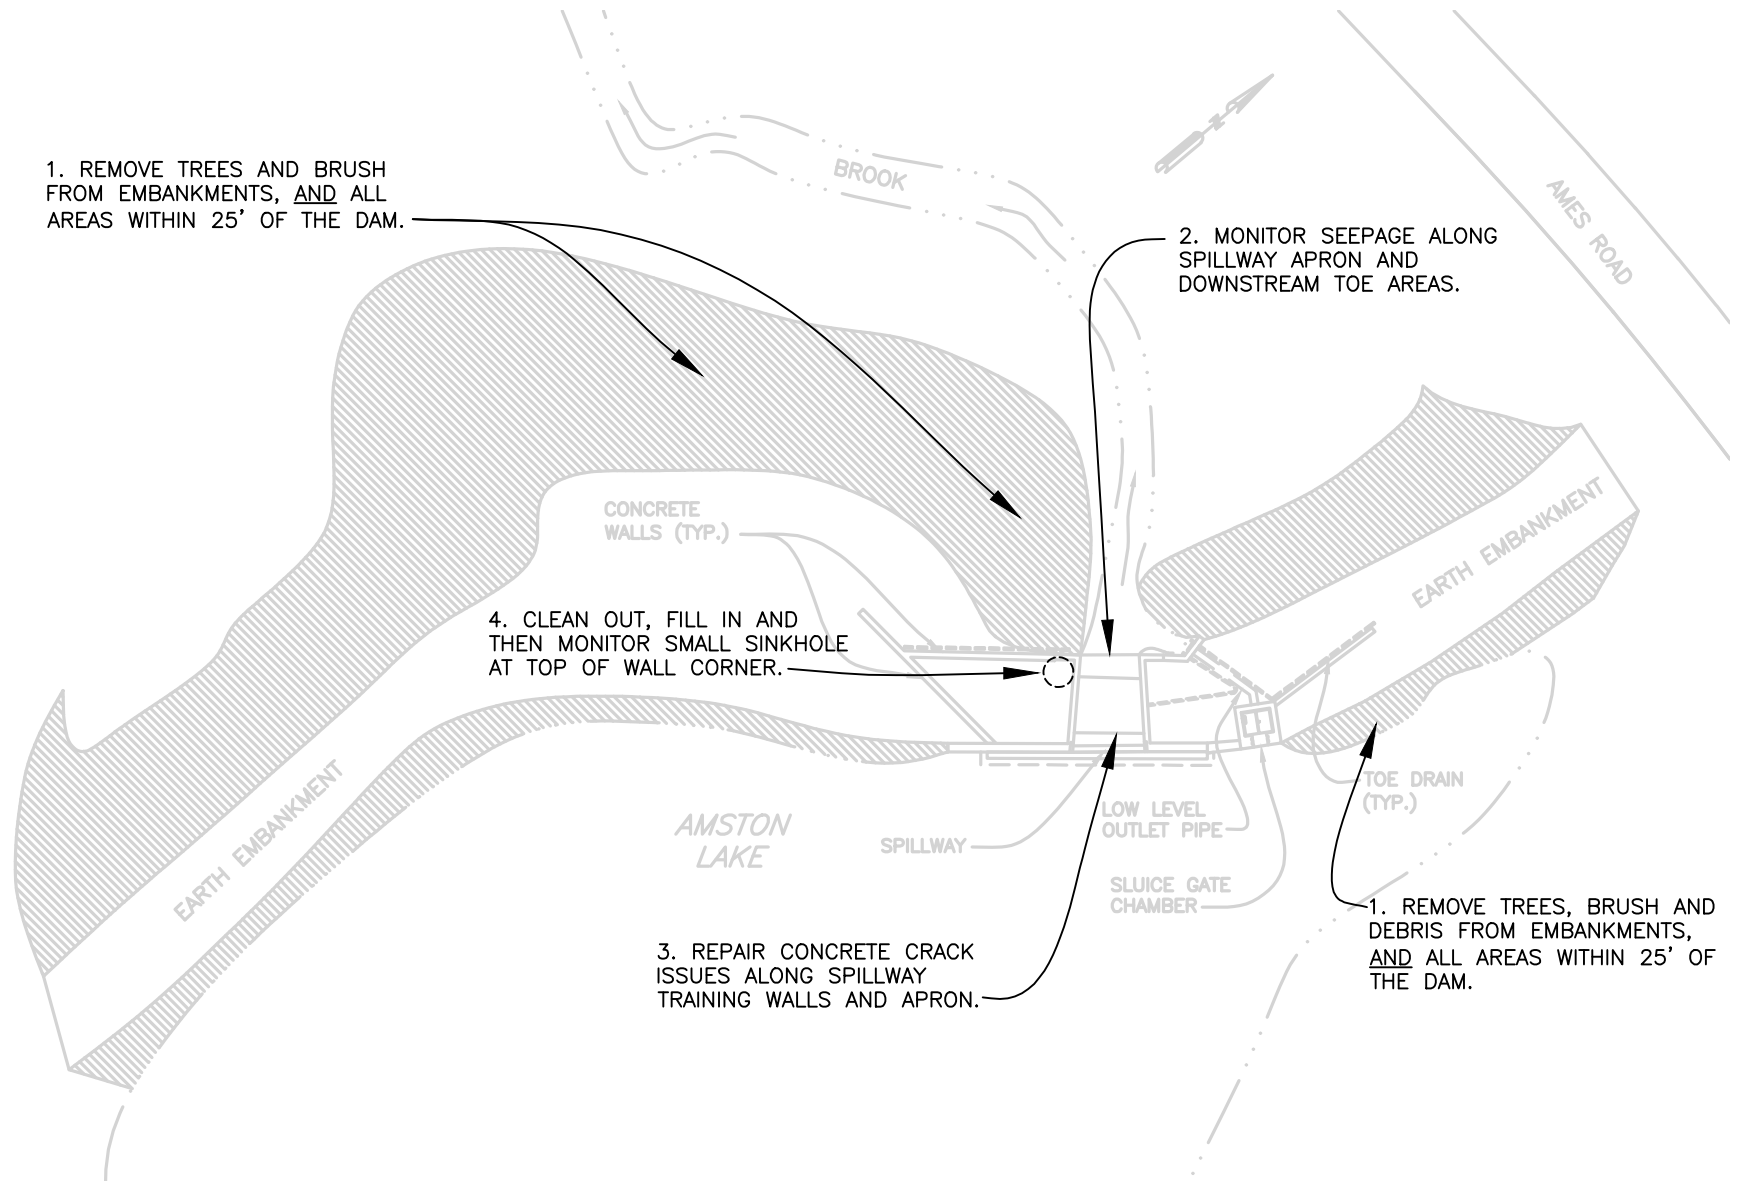 1. REMOVE TREES AND BRUSH
FROM EMBANKMENTS, AND ALL
AREAS WITHIN 25' OF THE DAM.
BROOK
N
AMES ROAD
2. MONITOR SEEPAGE ALONG
SPILLWAY APRON AND
DOWNSTREAM TOE AREAS.
CONCRETE
WALLS (TYP.)
EARTH EMBANKMENT
4. CLEAN OUT, FILL IN AND
THEN MONITOR SMALL SINKHOLE
AT TOP OF WALL CORNER.
EARTH EMBANKMENT
AMSTON
LAKE
SPILLWAY
LOW LEVEL
OUTLET PIPE
TOE DRAIN
(TYP.)
SLUICE GATE
CHAMBER
3. REPAIR CONCRETE CRACK
ISSUES ALONG SPILLWAY
TRAINING WALLS AND APRON.
1. REMOVE TREES, BRUSH AND
DEBRIS FROM EMBANKMENTS,
AND ALL AREAS WITHIN 25' OF
THE DAM.